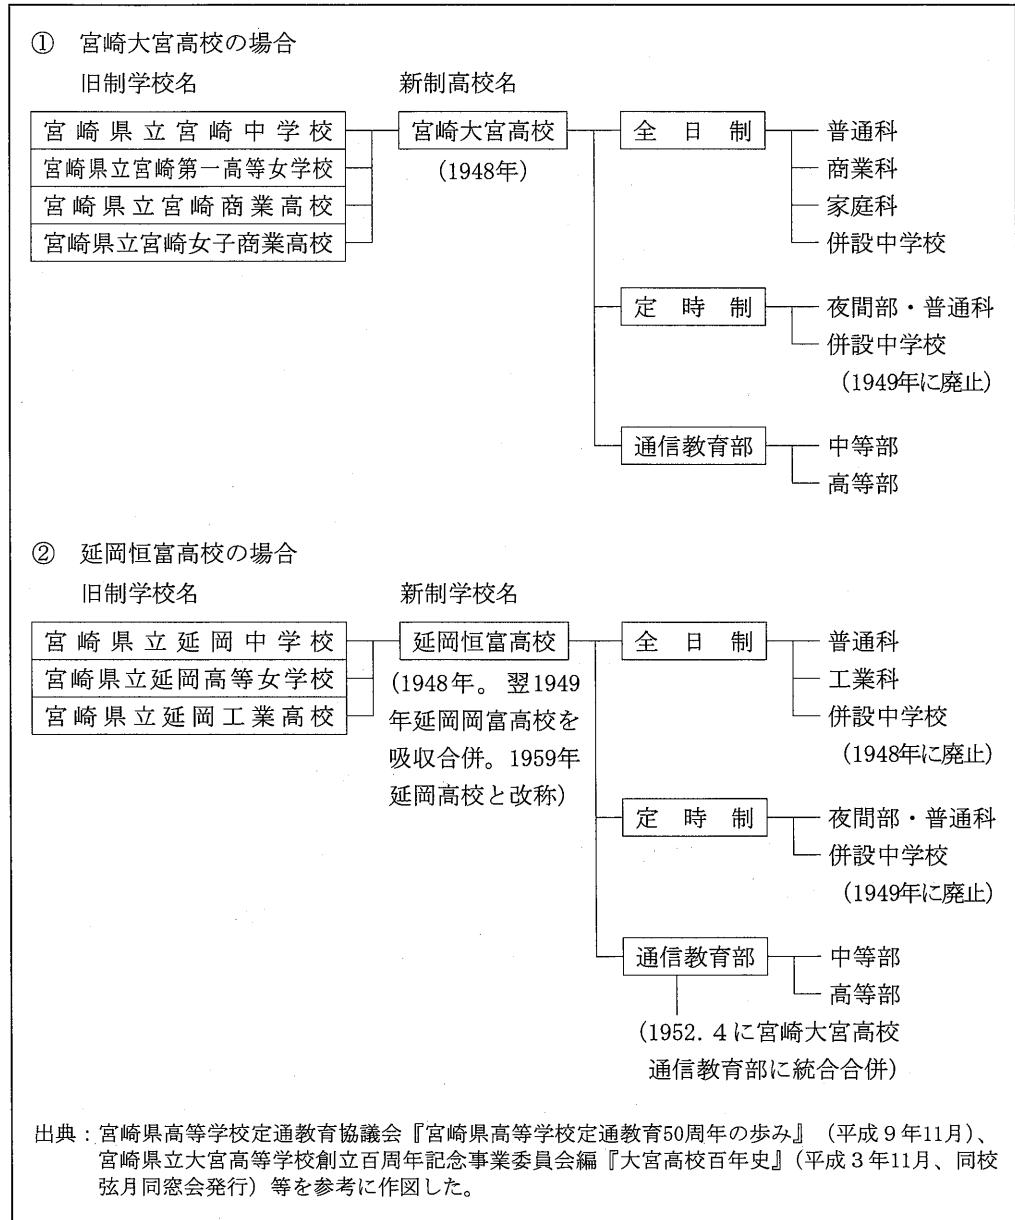 ① 宮崎大宮高校の場合
旧制学校名 新制高校名
宮崎県立宮崎中学校 宮崎大宮高校 全日制 普通科
宮崎県立宮崎第一高等女学校 (1948年) 商業科
宮崎県立宮崎商業高校 家庭科
宮崎県立宮崎女子商業高校 併設中学校
定時制 夜間部・普通科
併設中学校
(1949年に廃止)
通信教育部 中等部
高等部
② 延岡恒富高校の場合
旧制学校名 新制学校名
宮崎県立延岡中学校 延岡恒富高校 全日制 普通科
宮崎県立延岡高等女学校 (1948年。翌1949 工業科
宮崎県立延岡工業高校 年延岡岡富高校を 併設中学校
吸収合併。1959年 (1948年に廃止)
延岡高校と改称)
定時制 夜間部・普通科
併設中学校
(1949年に廃止)
通信教育部 中等部
高等部
(1952.4に宮崎大宮高校
通信教育部に統合合併)
出典:宮崎県高等学校定通教育協議会『宮崎県高等学校定通教育50周年の歩み』(平成9年11月)、
宮崎県立大宮高等学校創立百周年記念事業委員会編『大宮高校百年史』(平成3年11月、同校
弦月同窓会発行)等を参考に作図した。